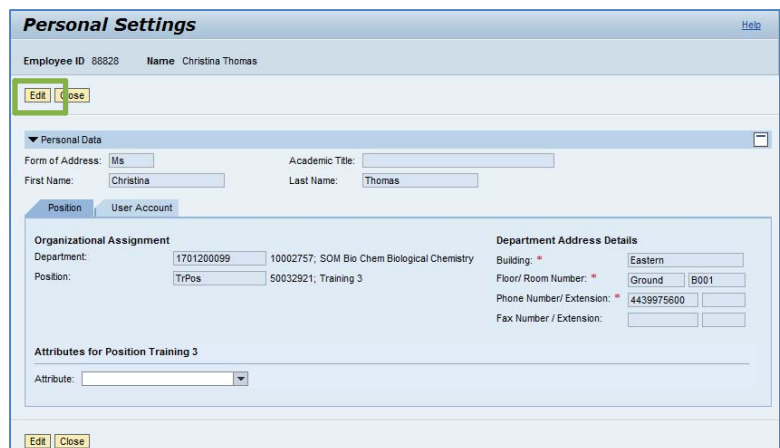 Personal Settings Help
Employee ID 88828 Name Christina Thomas
Edit Close
Personal Data
Form of Address: Ms Academic Title:
First Name: Christina Last Name: Thomas
Position User Account
Organizational Assignment Department Address Details
Department: 1701200099 10002757; SOM Bio Chem Biological Chemistry Building: * Eastern
Position: TrPos 50032921; Training 3 Floor/ Room Number: * Ground B001
Phone Number/ Extension: * 4439975600
Fax Number / Extension:
Attributes for Position Training 3
Attribute:
Edit Close